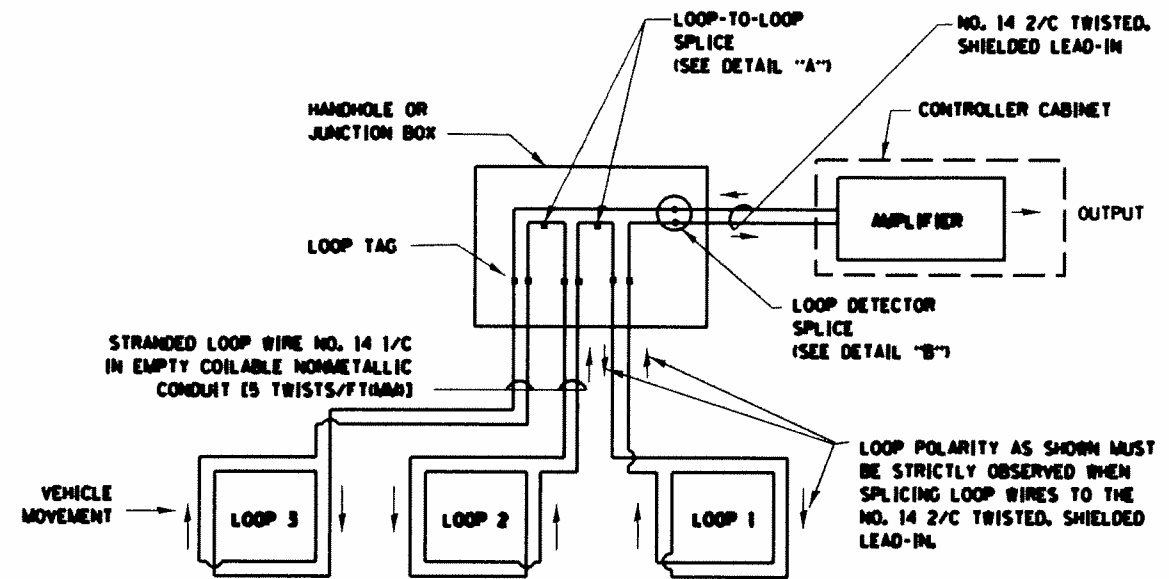 LOOP-TO-LOOP
SPLICE
(SEE DETAIL "A")
NO. 14 2/C TWISTED,
SHIELDED LEAD-IN
HANDHOLE OR
JUNCTION BOX
CONTROLLER CABINET
AMPLIFIER
OUTPUT
LOOP TAG
LOOP DETECTOR
SPLICE
(SEE DETAIL "B")
STRANDED LOOP WIRE NO. 14 1/C
IN EMPTY COILABLE NONMETALLIC
CONDUIT [5 TWISTS/FT(MM)]
LOOP POLARITY AS SHOWN MUST
BE STRICTLY OBSERVED WHEN
SPLICING LOOP WIRES TO THE
NO. 14 2/C TWISTED, SHIELDED
LEAD-IN.
VEHICLE
MOVEMENT
LOOP 3
LOOP 2
LOOP 1